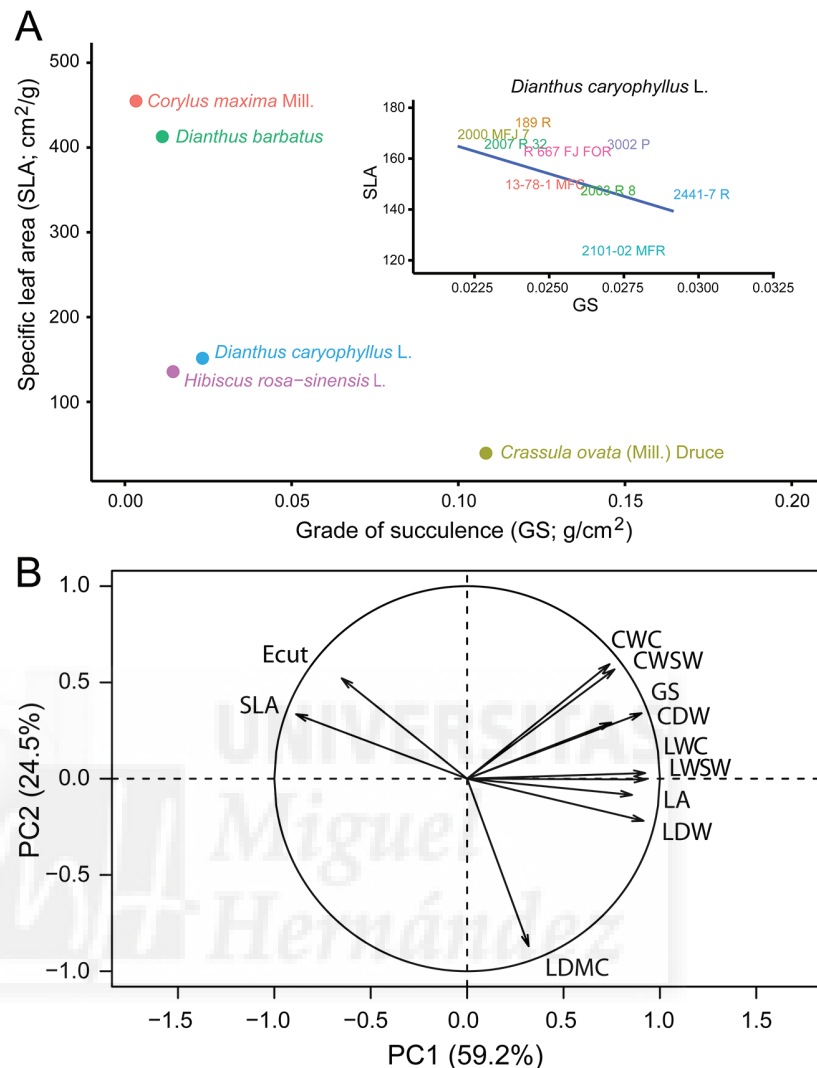 A
Specific leaf area (SLA; cm²/g)
500
400
300
200
100
Corylus maxima Mill.
Dianthus barbatus
Dianthus caryophyllus L.
Hibiscus rosa−sinensis L.
Crassula ovata (Mill.) Druce
0.00 0.05 0.10 0.15 0.20
Grade of succulence (GS; g/cm²)
Dianthus caryophyllus L.
SLA
180
160
140
120
189 R
2000 MFJ 7
2007 R 32
3002 P
R 667 FJ FOR
13-78-1 MFC
2003 R 8
2441-7 R
2101-02 MFR
0.0225 0.0250 0.0275 0.0300 0.0325
GS
B
PC2 (24.5%)
1.0
0.5
0.0
−0.5
−1.0
Ecut
SLA
CWC
CWSW
GS
CDW
LWC
LWSW
LA
LDW
LDMC
UNIVERSITAS
Miguel
Hernández
−1.5 −1.0 −0.5 0.0 0.5 1.0 1.5
PC1 (59.2%)